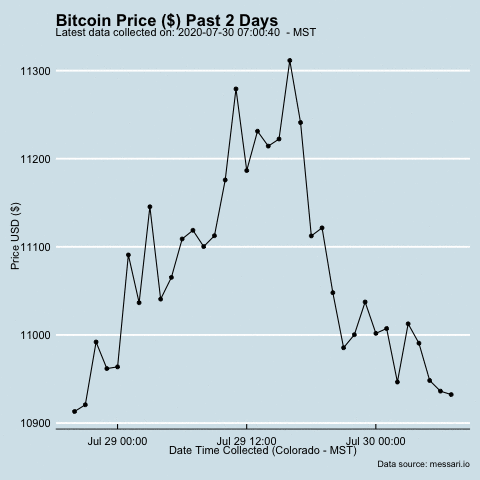 Bitcoin Price ($) Past 2 Days
Latest data collected on: 2020-07-30 07:00:40  - MST
11300
11200
11100
11000
10900
Price USD ($)
Jul 29 00:00 Jul 29 12:00 Jul 30 00:00
Date Time Collected (Colorado - MST)
Data source: messari.io